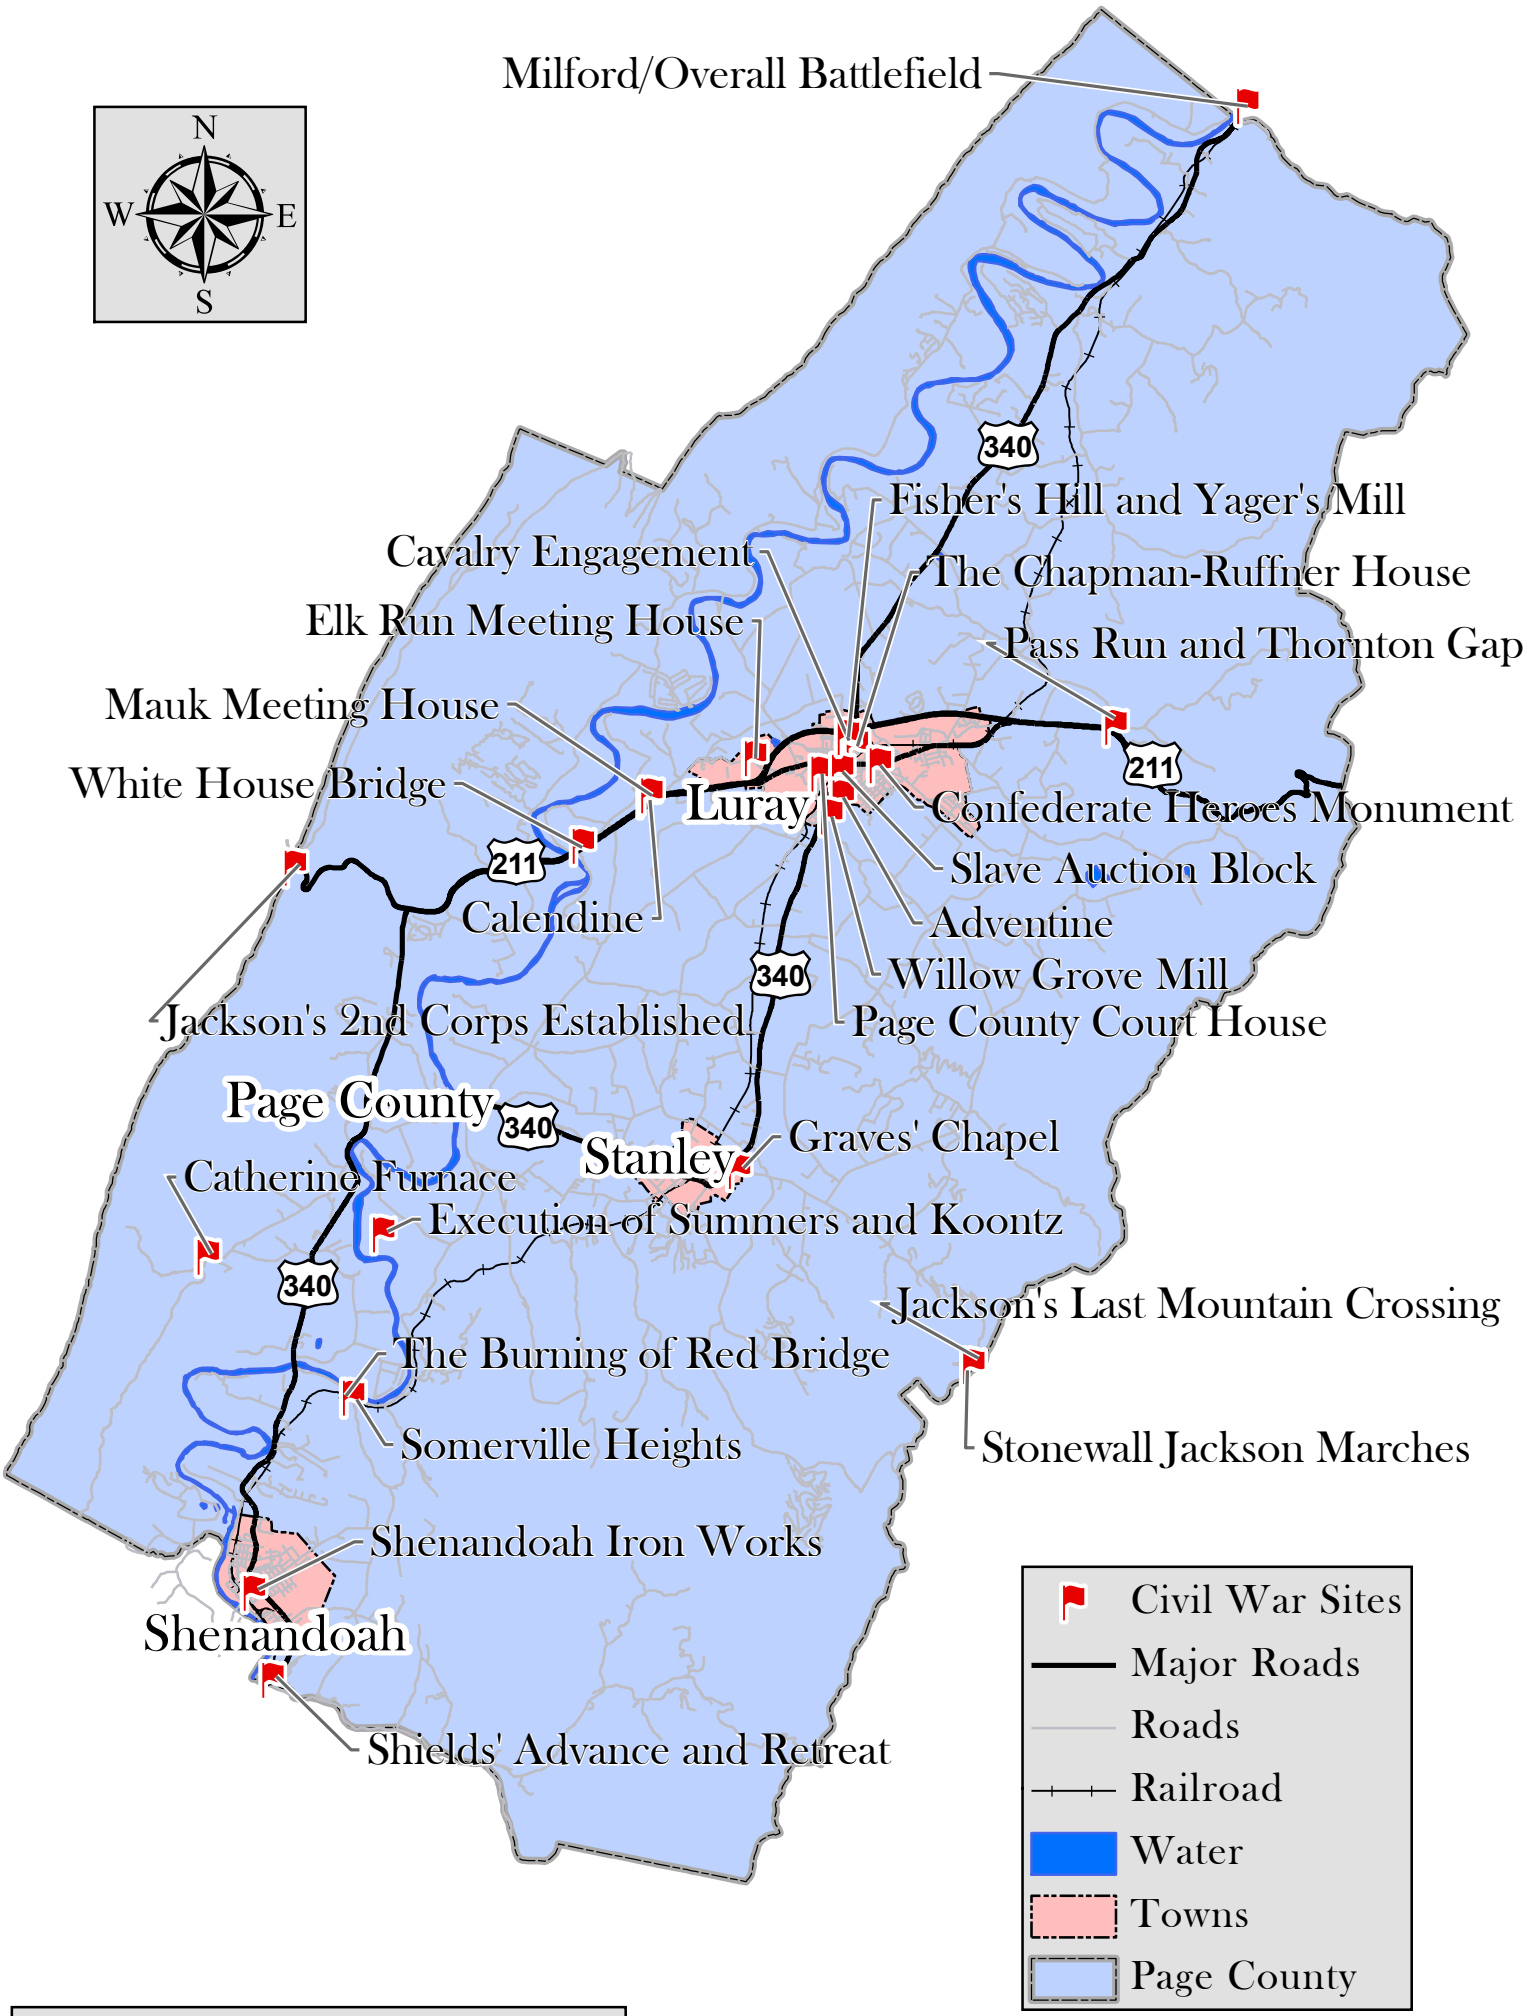 Milford/Overall Battlefield
N
W
E
S
340
Fisher's Hill and Yager's Mill
Cavalry Engagement
The Chapman-Ruffner House
Elk Run Meeting House
Pass Run and Thornton Gap
Mauk Meeting House
White House Bridge
211
Luray
Confederate Heroes Monument
211
Slave Auction Block
Calendine
Adventine
340
Willow Grove Mill
Jackson's 2nd Corps Established
Page County Court House
Page County
340
Graves' Chapel
Stanley
Catherine Furnace
Execution of Summers and Koontz
340
Jackson's Last Mountain Crossing
The Burning of Red Bridge
Somerville Heights
Stonewall Jackson Marches
Shenandoah Iron Works
Shenandoah
Shields' Advance and Retreat
Civil War Sites
Major Roads
Roads
Railroad
Water
Towns
Page County